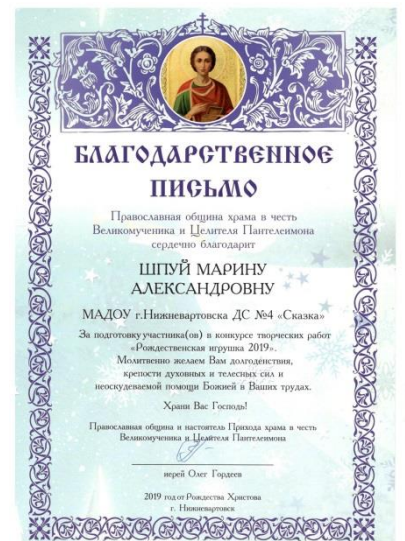 БЛАГОДАРСТВЕННОЕ
ПИСЬМО
Православная община храма в честь
Великомученика и Целителя Пантелеимона
сердечно благодарит
ШПУЙ МАРИНУ
АЛЕКСАНДРОВНУ
МАДОУ г.Нижневартовска ДС №4 «Сказка»
За подготовку участника(ов) в конкурсе творческих работ
«Рождественская игрушка 2019».
Молитвенно желаем Вам долгоденствия,
крепости духовных и телесных сил и
неоскудеваемой помощи Божией в Ваших трудах.
Храни Вас Господь!
Православная община и настоятель Прихода храма в честь
Великомученика и Целителя Пантелеимона
иерей Олег Гордеев
2019 год от Рождества Христова
г. Нижневартовск